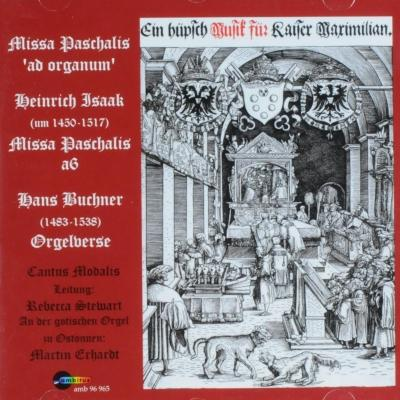 Missa Paschalis
'ad organum'
Heinrich Isaak
(um 1450-1517)
Missa Paschalis
a6
Hans Buchner
(1483-1538)
Orgelverse
Cantus Modalis
Leitung:
Rebecca Stewart
An der gotischen Orgel
zu Ostönnen:
Martin Erhardt
ambitus
amb 96 965
Ein hüpsch Musik für Kaiser Maximilian.